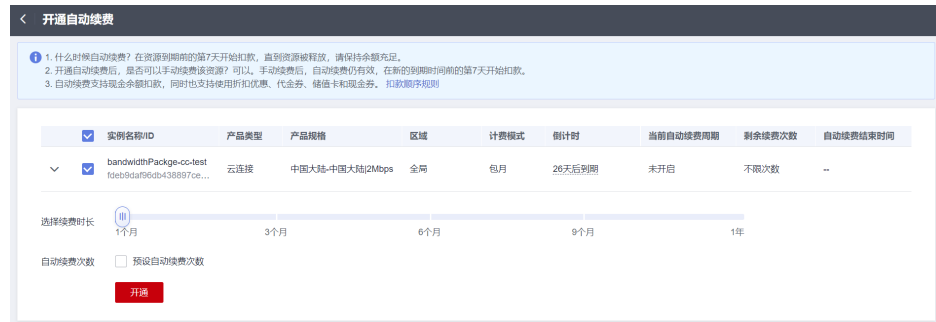 开通自动续费
1. 什么时候自动续费？在资源到期前的第7天开始扣款，直到资源被释放，请保持余额充足。
2. 开通自动续费后，是否可以手动续费该资源？可以。手动续费后，自动续费仍有效，在新的到期时间前的第7天开始扣款。
3. 自动续费支持现金余额扣款，同时也支持使用折扣优惠、代金券、储值卡和现金券。 扣款顺序规则
实例名称/ID 产品类型 产品规格 区域 计费模式 倒计时 当前自动续费周期 剩余续费次数 自动续费结束时间
bandwidthPackge-cc-test 云连接 中国大陆-中国大陆|2Mbps 全局 包月 26天后到期 未开启 不限次数 --
fdeb9daf96db438897ce...
选择续费时长
1个月 3个月 6个月 9个月 1年
自动续费次数 预设自动续费次数
开通